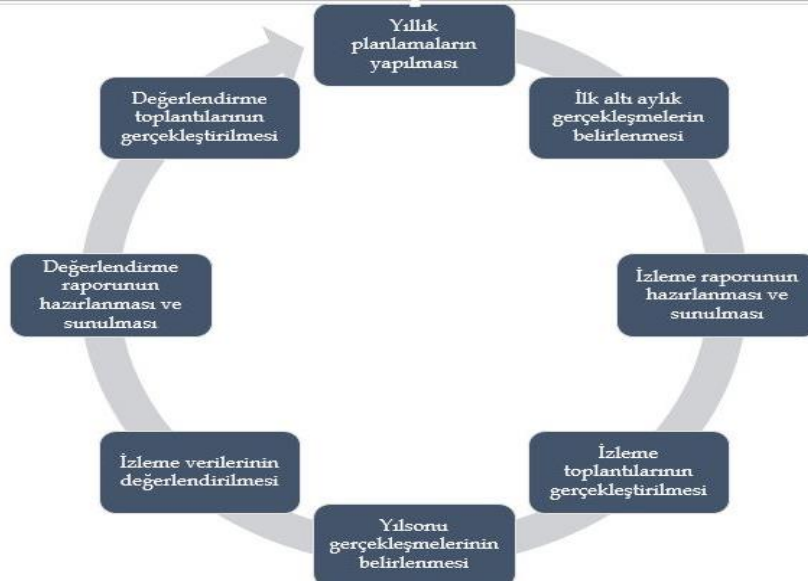 Yıllık
planlamaların
yapılması
İlk altı aylık
gerçekleşmelerin
belirlenmesi
İzleme raporunun
hazırlanması ve
sunulması
İzleme
toplantılarının
gerçekleştirilmesi
Yılsonu
gerçekleşmelerinin
belirlenmesi
İzleme verilerinin
değerlendirilmesi
Değerlendirme
raporunun
hazırlanması ve
sunulması
Değerlendirme
toplantılarının
gerçekleştirilmesi